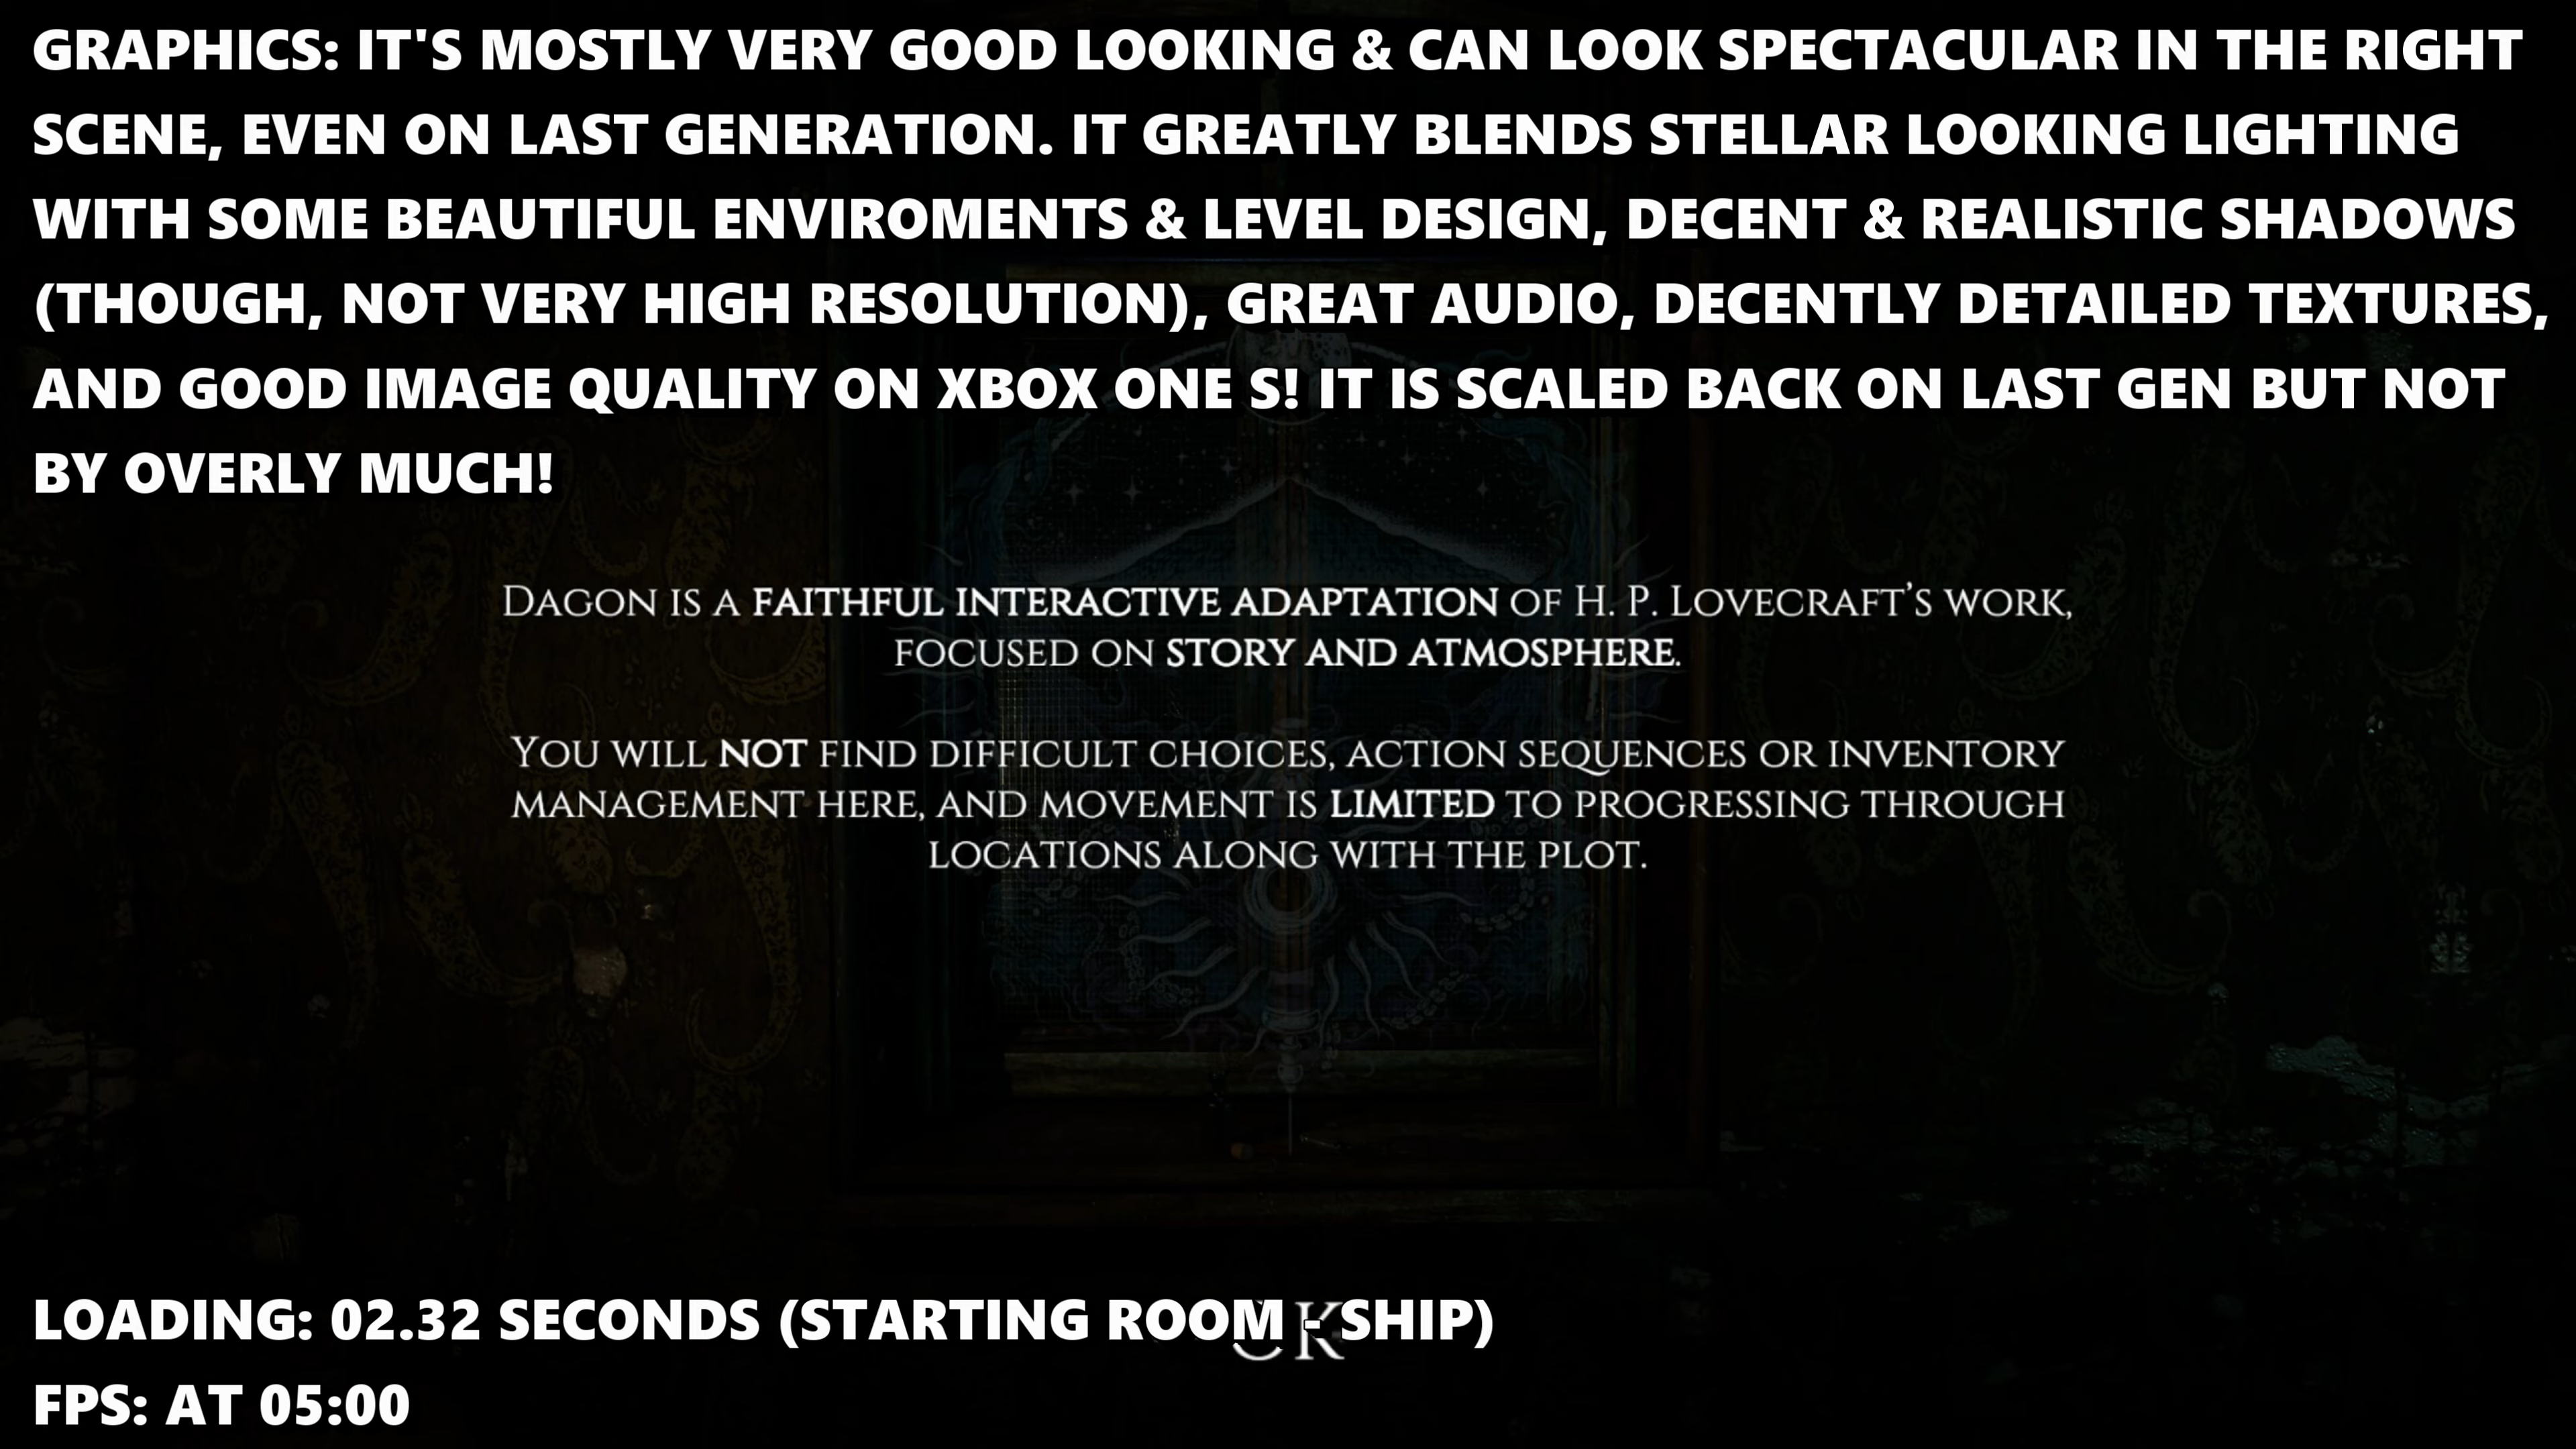 GRAPHICS: IT'S MOSTLY VERY GOOD LOOKING & CAN LOOK SPECTACULAR IN THE RIGHT
SCENE, EVEN ON LAST GENERATION. IT GREATLY BLENDS STELLAR LOOKING LIGHTING
WITH SOME BEAUTIFUL ENVIROMENTS & LEVEL DESIGN, DECENT & REALISTIC SHADOWS
(THOUGH, NOT VERY HIGH RESOLUTION), GREAT AUDIO, DECENTLY DETAILED TEXTURES,
AND GOOD IMAGE QUALITY ON XBOX ONE S! IT IS SCALED BACK ON LAST GEN BUT NOT
BY OVERLY MUCH!
DAGON IS A FAITHFUL INTERACTIVE ADAPTATION OF H. P. LOVECRAFT'S WORK,
FOCUSED ON STORY AND ATMOSPHERE.
YOU WILL NOT FIND DIFFICULT CHOICES, ACTION SEQUENCES OR INVENTORY
MANAGEMENT HERE, AND MOVEMENT IS LIMITED TO PROGRESSING THROUGH
LOCATIONS ALONG WITH THE PLOT.
LOADING: 02.32 SECONDS (STARTING ROOM - SHIP)
FPS: AT 05:00